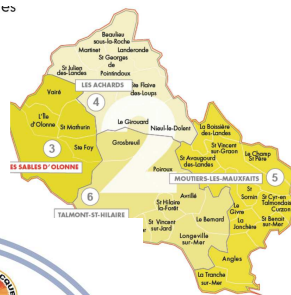 es
Beaulieu
sous-la-Roche
Martinet Landeronde
St Georges
de
Pointindoux
St Julien
des-Landes
Ste Flaive
des-Loups
LES ACHARDS
4
Vairé
L'Île
d'Olonne
St Mathurin
3
Ste Foy
LES SABLES D'OLONNE
Le Girouard
Nieul-le-Dolent
Grosbreuil
2
La Boissière
des-Landes
St Vincent
sur-Graon
Le Champ
St Père
St Avaugourd
des-Landes
Poiroux
MOUTIERS-LES-MAUXFAITS
5
6
TALMONT-ST-HILAIRE
Avrillé
St Hilaire
la-Forêt
St Vincent
sur-Jard
Le Bernard
Longeville
sur-Mer
St
Sornin
St Cyr-en
Talmondais
Curzon
Le
Givre
La
Jonchère
St Benoit
sur-Mer
Angles
La Tranche
sur-Mer